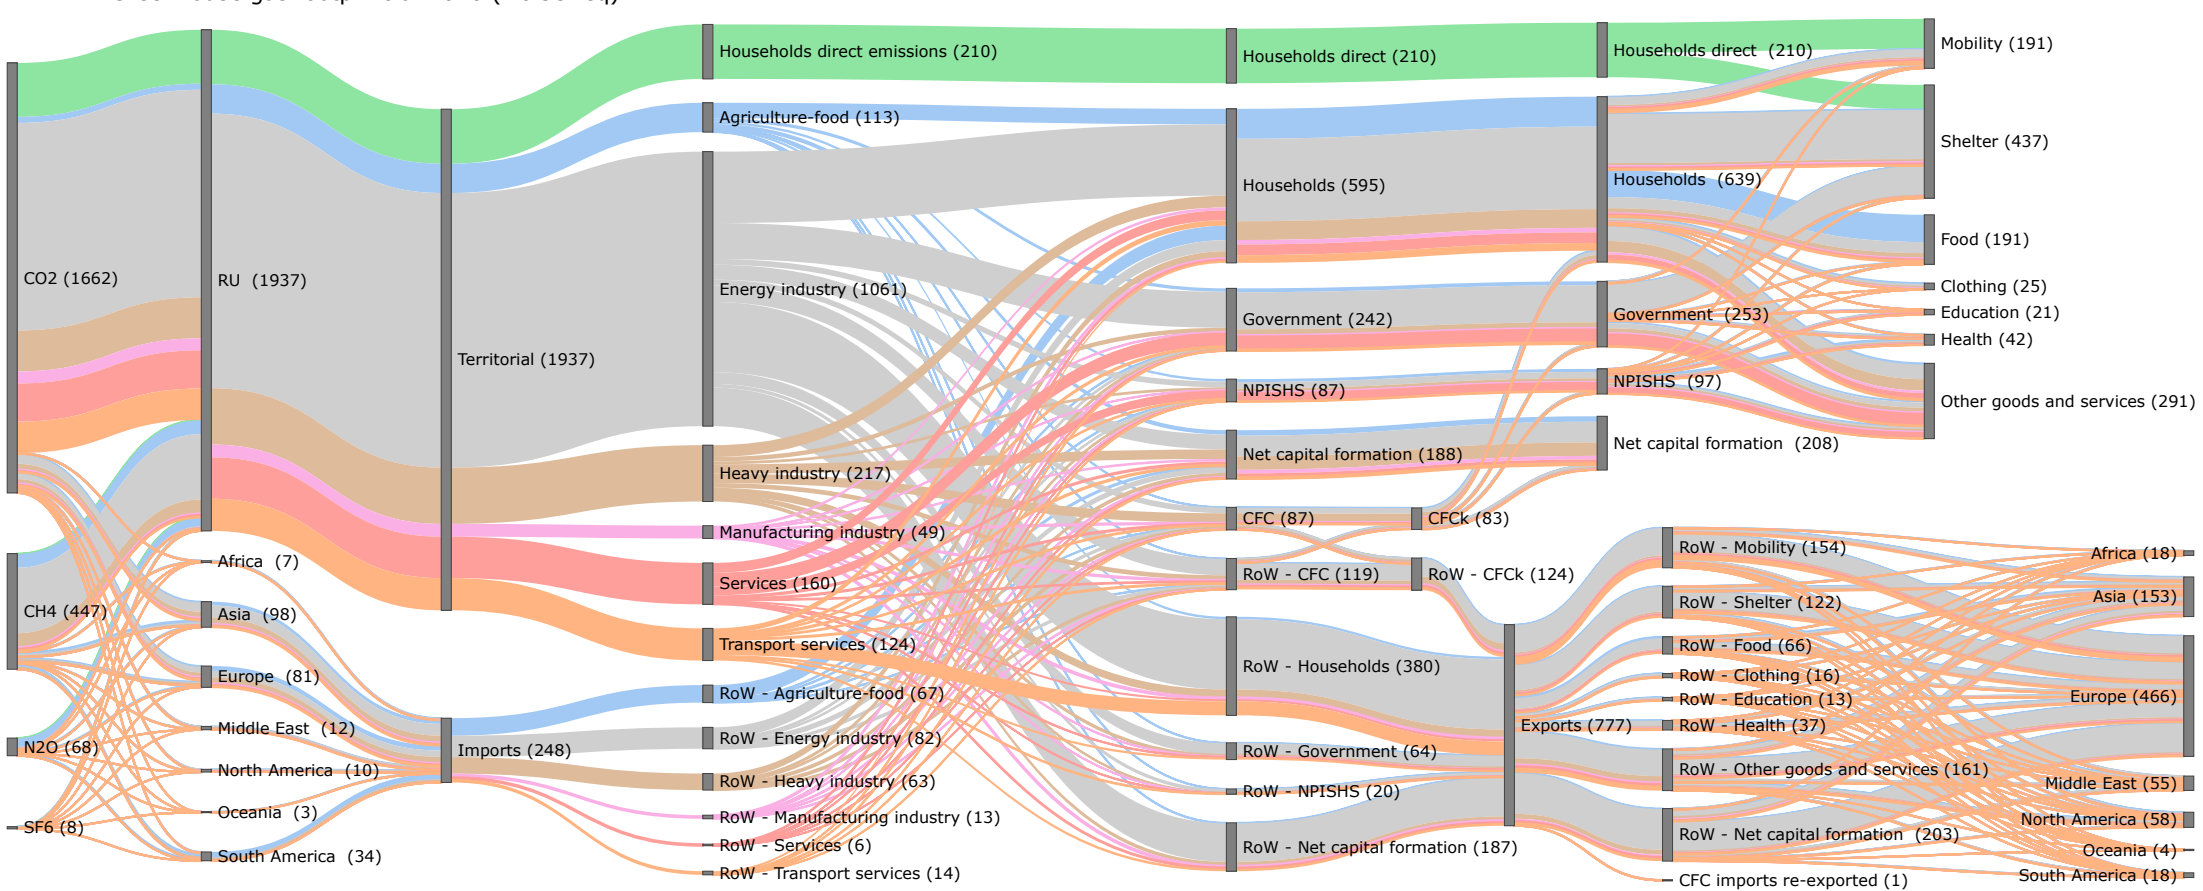 CO2 (1662)
CH4 (447)
N2O (68)
SF6 (8)
RU (1937)
Africa (7)
Asia (98)
Europe (81)
Middle East (12)
North America (10)
Oceania (3)
South America (34)
Territorial (1937)
Imports (248)
Households direct emissions (210)
Agriculture-food (113)
Energy industry (1061)
Heavy industry (217)
Manufacturing industry (49)
Services (160)
Transport services (124)
RoW - Agriculture-food (67)
RoW - Energy industry (82)
RoW - Heavy industry (63)
RoW - Manufacturing industry (13)
RoW - Services (6)
RoW - Transport services (14)
Households direct (210)
Households (595)
Government (242)
NPISHS (87)
Net capital formation (188)
CFC (87)
RoW - CFC (119)
RoW - Households (380)
RoW - Government (64)
RoW - NPISHS (20)
RoW - Net capital formation (187)
CFCk (83)
RoW - CFCk (124)
Exports (777)
Households direct (210)
Households (639)
Government (253)
NPISHS (97)
Net capital formation (208)
RoW - Mobility (154)
RoW - Shelter (122)
RoW - Food (66)
RoW - Clothing (16)
RoW - Education (13)
RoW - Health (37)
RoW - Other goods and services (161)
RoW - Net capital formation (203)
CFC imports re-exported (1)
Mobility (191)
Shelter (437)
Food (191)
Clothing (25)
Education (21)
Health (42)
Other goods and services (291)
Africa (18)
Asia (153)
Europe (466)
Middle East (55)
North America (58)
Oceania (4)
South America (18)